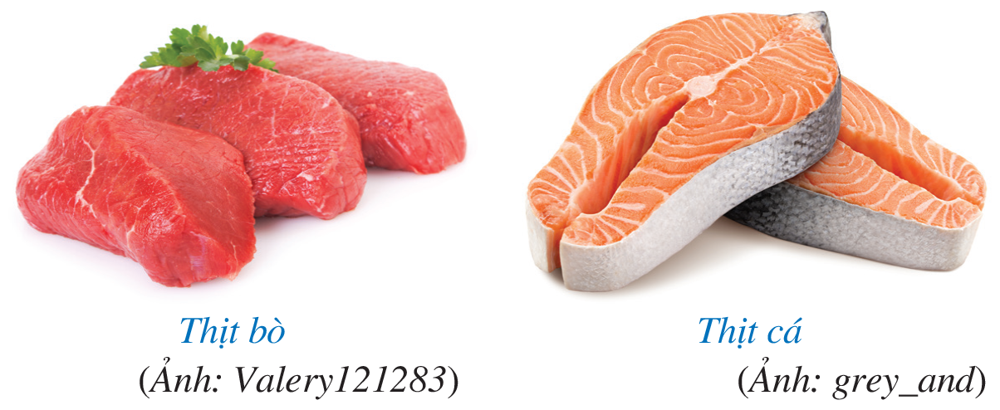 Thịt bò
(Ảnh: Valery121283)
Thịt cá
(Ảnh: grey_and)